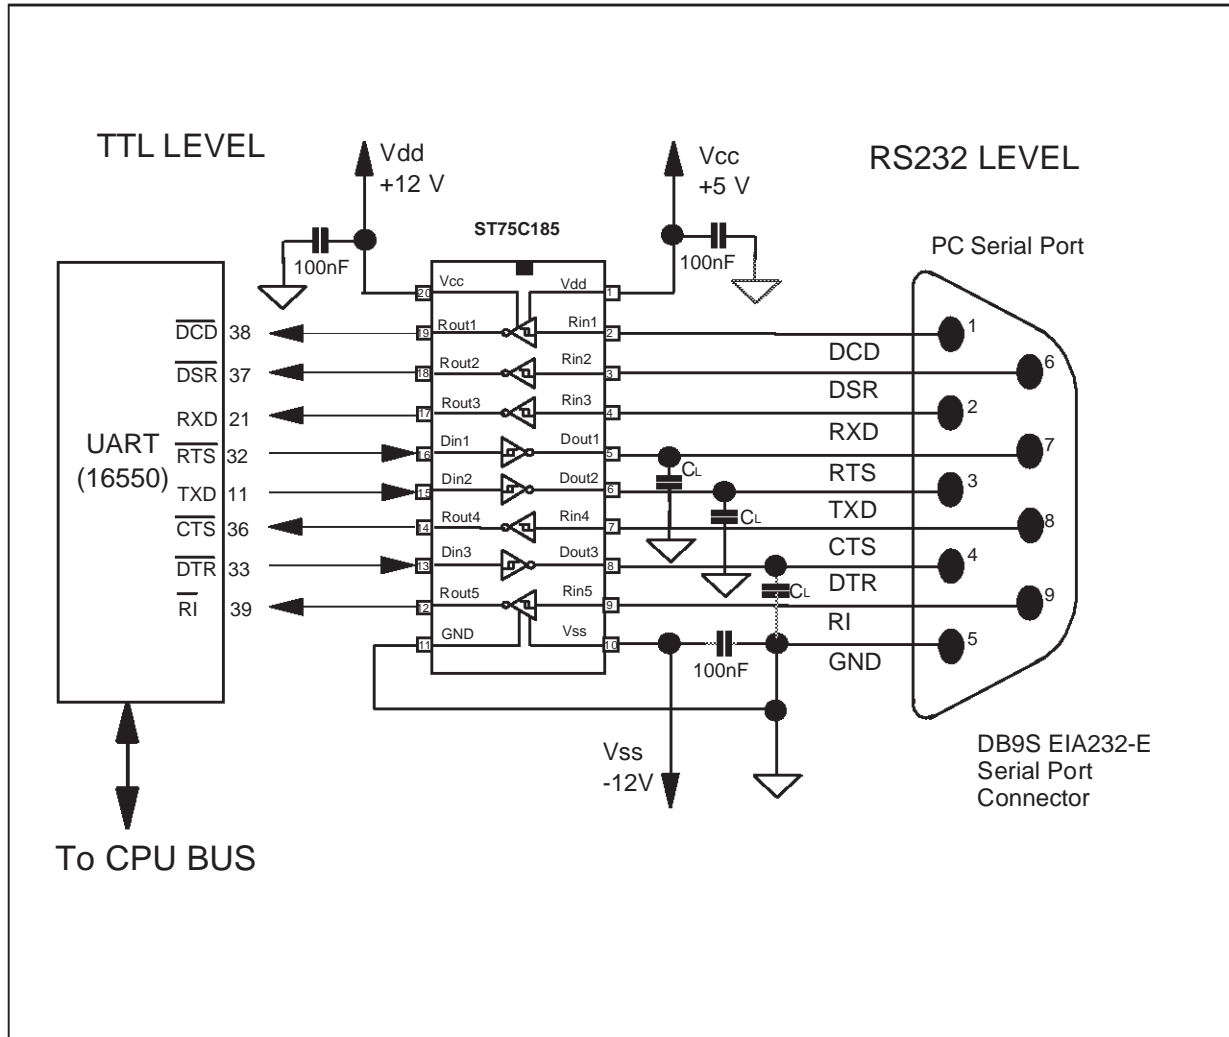 TTL LEVEL
Vdd
+12 V
Vcc
+5 V
RS232 LEVEL
ST75C185
PC Serial Port
100nF
100nF
Vcc
Vdd
20
1
DCD 38
19
Rout1
Rin1
2
DCD
1
DSR 37
18
Rout2
Rin2
3
DSR
6
RXD 21
17
Rout3
Rin3
4
RXD
2
UART
(16550)
RTS 32
16
Din1
Dout1
5
CL
RTS
7
TXD 11
15
Din2
Dout2
6
CL
TXD
3
CTS 36
14
Rout4
Rin4
7
CTS
8
DTR 33
13
Din3
Dout3
8
CL
DTR
4
RI 39
12
Rout5
Rin5
9
RI
9
11
GND
Vss
10
100nF
GND
5
Vss
-12V
DB9S EIA232-E
Serial Port
Connector
To CPU BUS